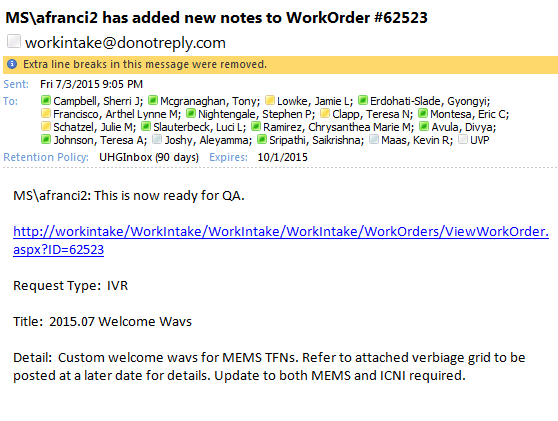 MS\afranci2 has added new notes to WorkOrder #62523
workintake@donotreply.com
Extra line breaks in this message were removed.
Sent: Fri 7/3/2015 9:05 PM
To: Campbell, Sherri J; Mcgranaghan, Tony; Lowke, Jamie L; Erdohati-Slade, Gyongyi;
Francisco, Arthel Lynne M; Nightengale, Stephen P; Clapp, Teresa N; Montesa, Eric C;
Schatzel, Julie M; Slauterbeck, Luci L; Ramirez, Chrysanthea Marie M; Avula, Divya;
Johnson, Teresa A; Joshy, Aleyamma; Sripathi, Saikrishna; Maas, Kevin R; UVP
Retention Policy: UHGInbox (90 days) Expires: 10/1/2015
MS\afranci2: This is now ready for QA.
http://workintake/WorkIntake/WorkIntake/WorkIntake/WorkOrders/ViewWorkOrder.
aspx?ID=62523
Request Type: IVR
Title: 2015.07 Welcome Wavs
Detail: Custom welcome wavs for MEMS TFNs. Refer to attached verbiage grid to be
posted at a later date for details. Update to both MEMS and ICNI required.